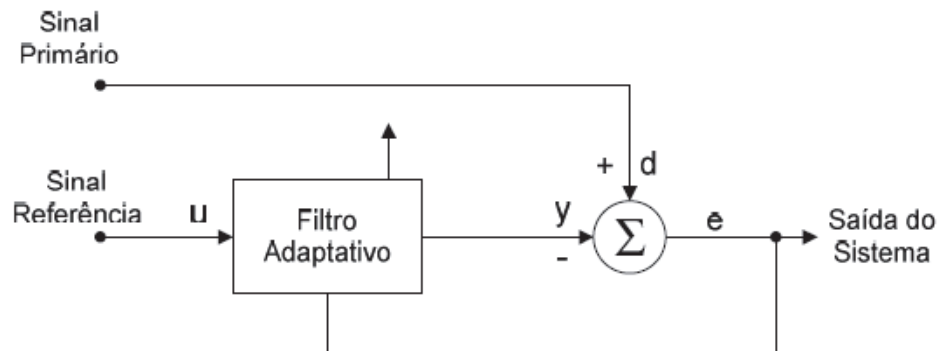 Sinal
Primário
+ d
Sinal
Referência
u
Filtro
Adaptativo
y
-
Σ
e
Saída do
Sistema